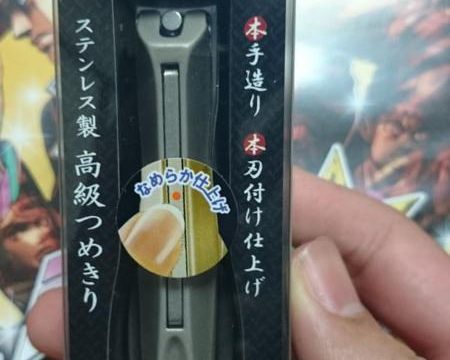 本手造り 本刃付け仕上げ
ステンレス製 高級つめきり
なめらか仕上げ